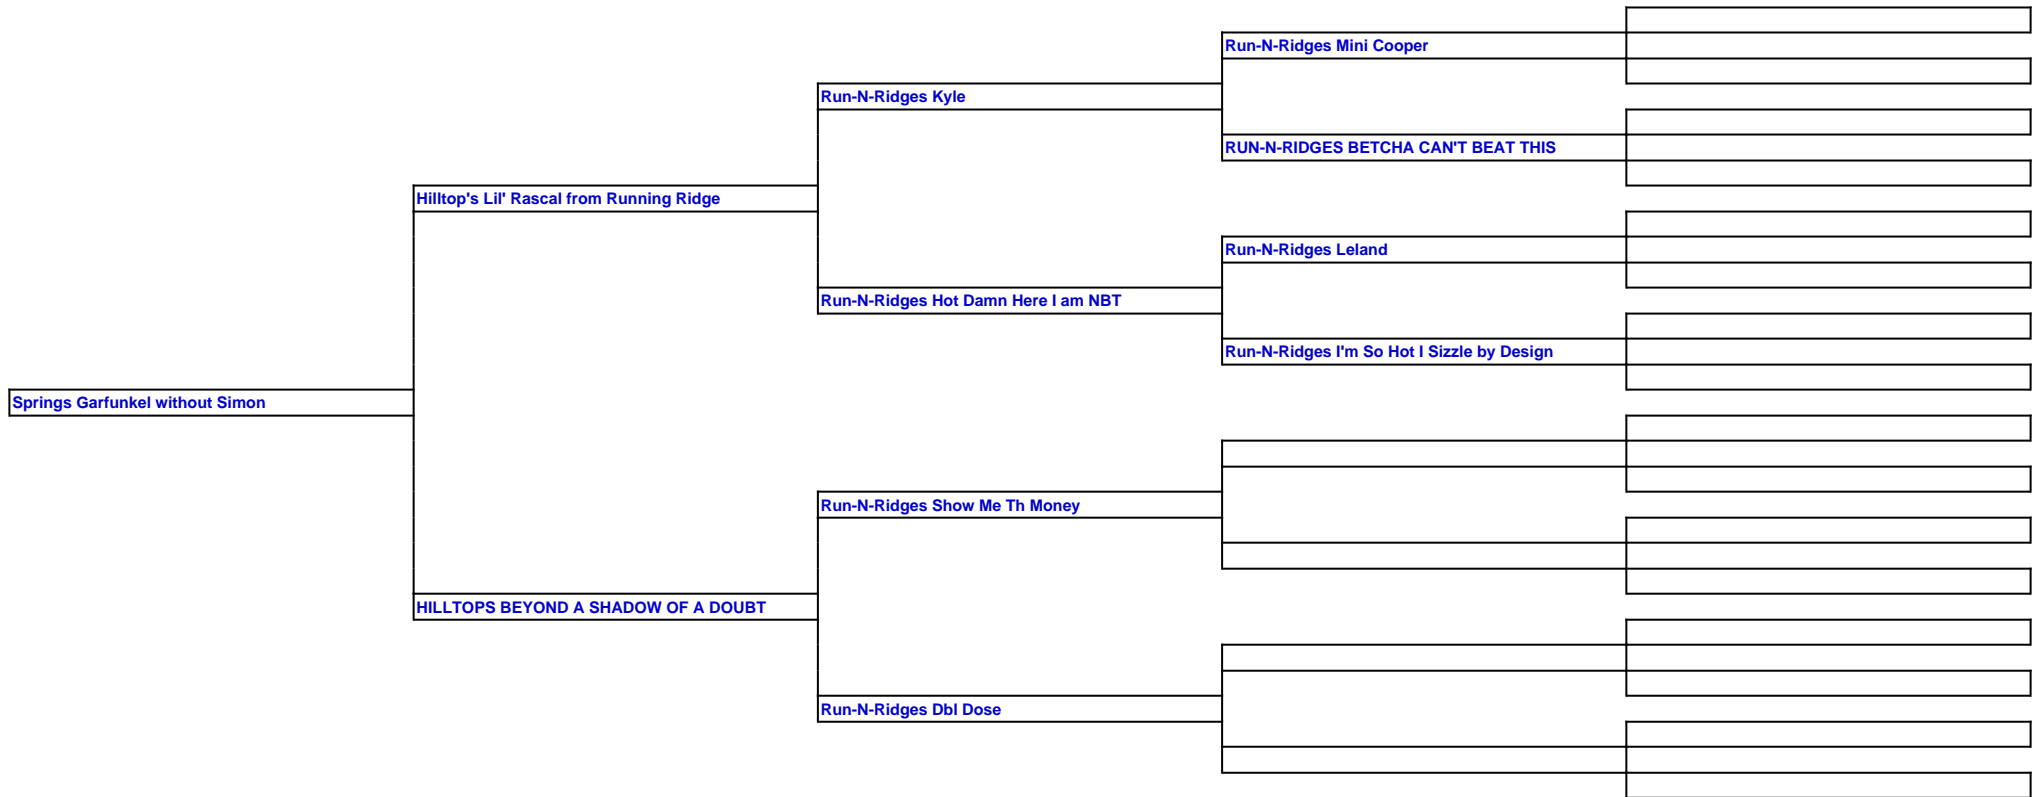 Run-N-Ridges Mini Cooper
Run-N-Ridges Kyle
RUN-N-RIDGES BETCHA CAN'T BEAT THIS
Hilltop's Lil' Rascal from Running Ridge
Run-N-Ridges Leland
Run-N-Ridges Hot Damn Here I am NBT
Run-N-Ridges I'm So Hot I Sizzle by Design
Springs Garfunkel without Simon
Run-N-Ridges Show Me Th Money
HILLTOPS BEYOND A SHADOW OF A DOUBT
Run-N-Ridges Dbl Dose